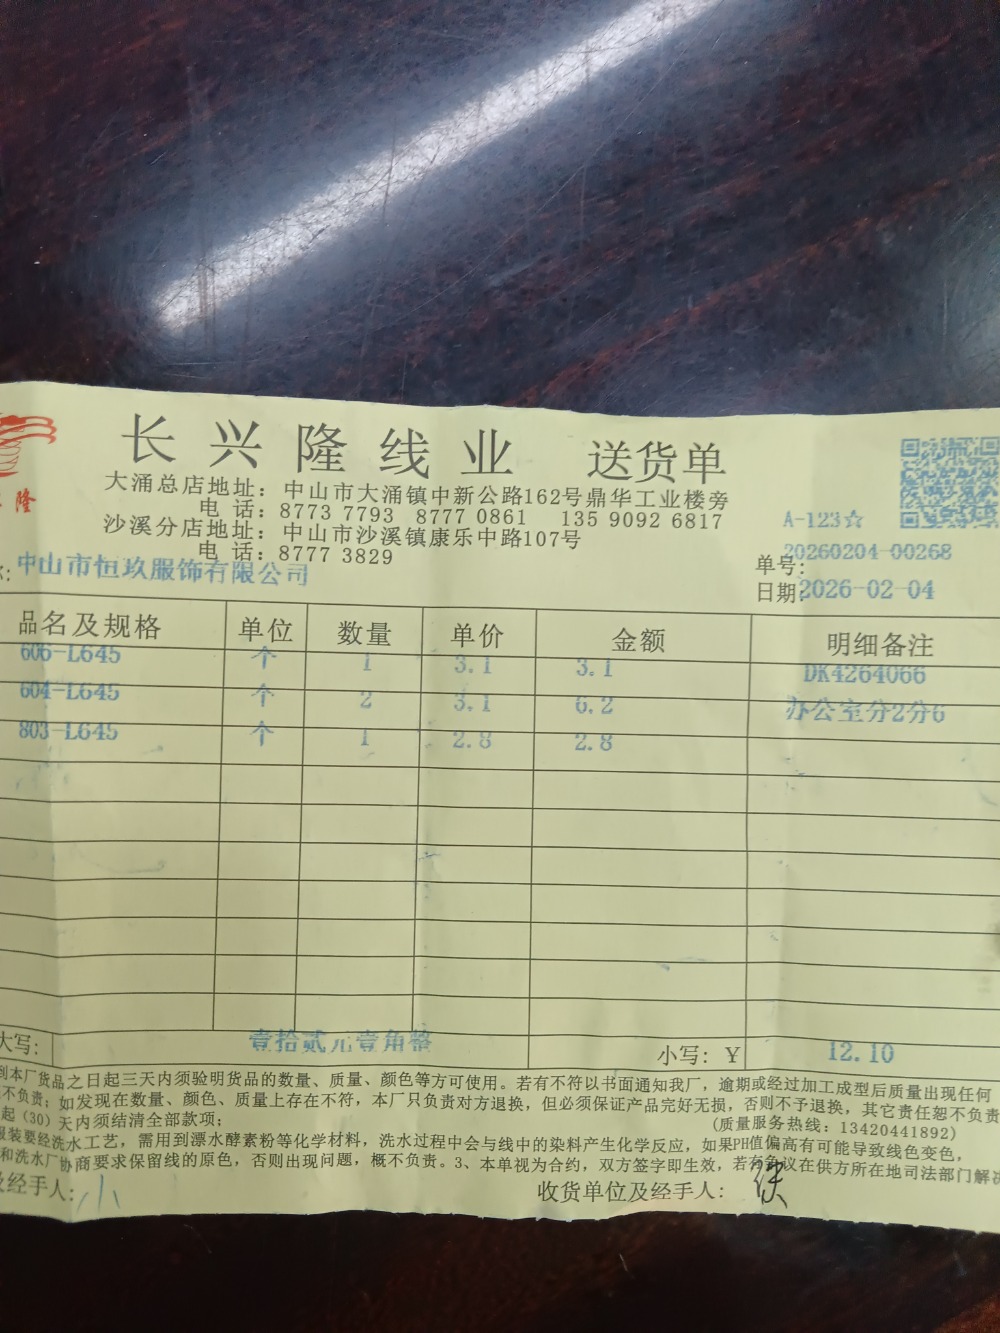 隆
长兴隆线业 送货单
大涌总店地址：中山市大涌镇中新公路162号鼎华工业楼旁
电 话：8773 7793 8777 0861 135 9092 6817
沙溪分店地址：中山市沙溪镇康乐中路107号
电 话：8777 3829
A-123☆
单号：20260204-00268
：中山市恒玖服饰有限公司
日期：2026-02-04
品名及规格 单位 数量 单价 金额 明细备注
606-L645 个 1 3.1 3.1 DK4264066
604-L645 个 2 3.1 6.2 办公室分2分6
803-L645 个 1 2.8 2.8
大写： 壹拾贰元壹角整 小写：￥ 12.10
到本厂货品之日起三天内须验明货品的数量、质量、颜色等方可使用。若有不符以书面通知我厂，逾期或经过加工成型后质量出现任何
不负责；如发现在数量、颜色、质量上存在不符，本厂只负责对方退换，但必须保证产品完好无损，否则不予退换，其它责任恕不负责
起（30）天内须结清全部款项； （质量服务热线：13420441892）
服装要经洗水工艺，需用到漂水酵素粉等化学材料，洗水过程中会与线中的染料产生化学反应，如果PH值偏高有可能导致线色变色，
和洗水厂协商要求保留线的原色，否则出现问题，概不负责。3、本单视为合约，双方签字即生效，若有争议在供方所在地司法部门解决
及经手人：小 收货单位及经手人：